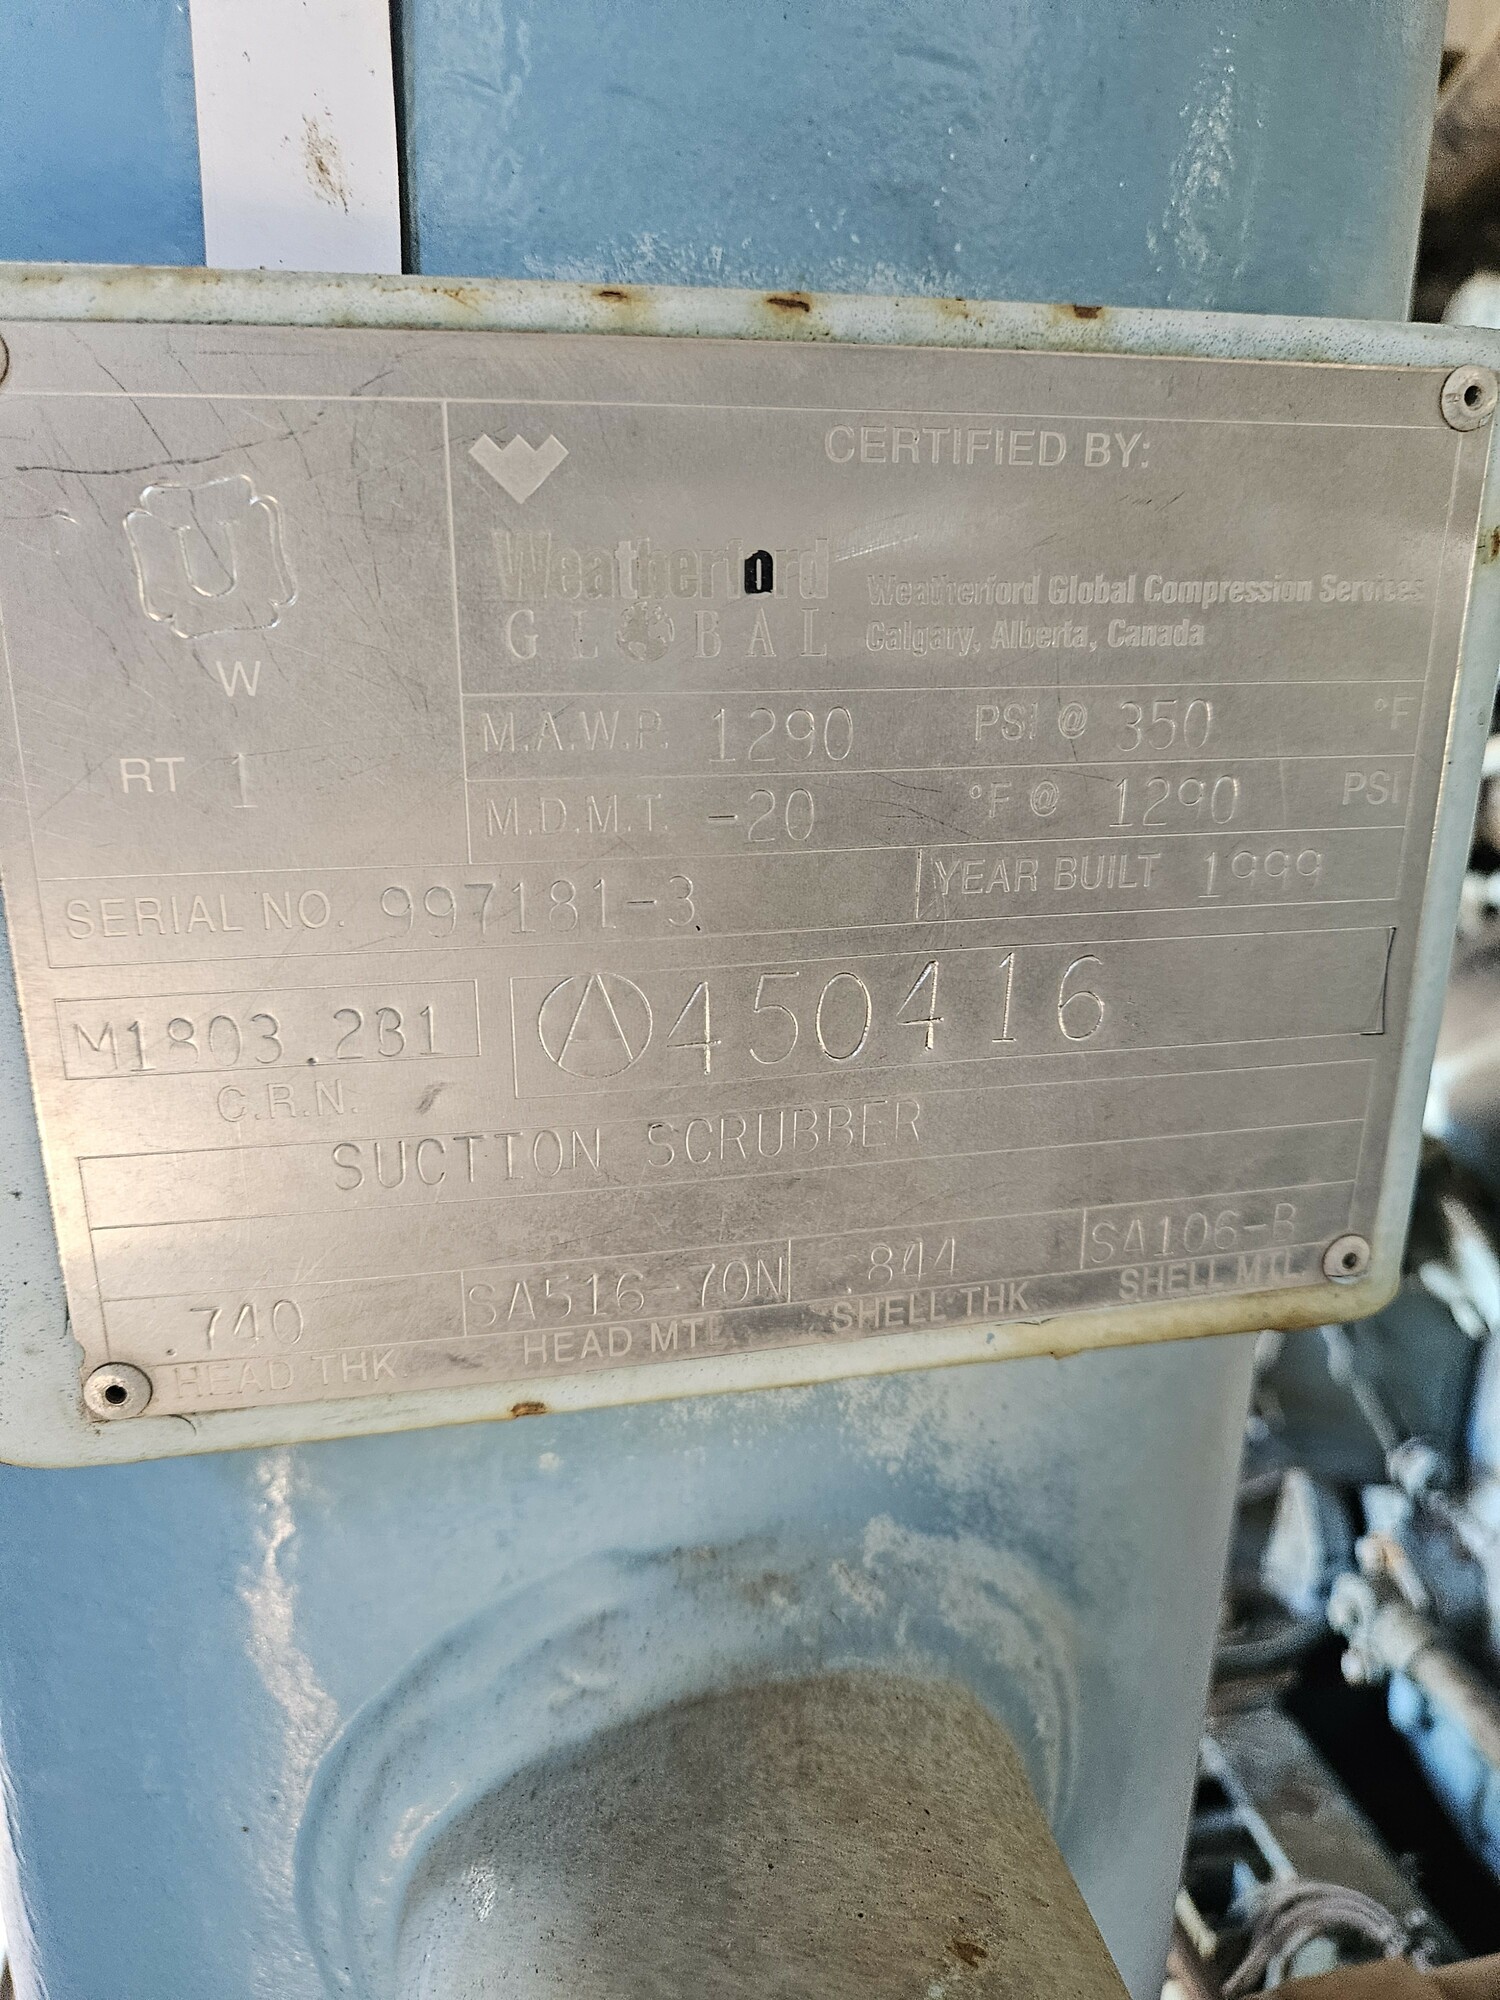 U
W
RT 1
CERTIFIED BY:
Weatherford
GLOBAL
Weatherford Global Compression Services
Calgary, Alberta, Canada
M.A.W.P. 1290 PSI @ 350 °F
M.D.M.T. -20 °F @ 1290 PSI
SERIAL NO. 997181-3 YEAR BUILT 1999
M1803.231 A450416
C.R.N.
SUCTION SCRUBBER
.740 SA516-70N .844 SA106-B
HEAD THK. HEAD MTL. SHELL THK SHELL MTL.